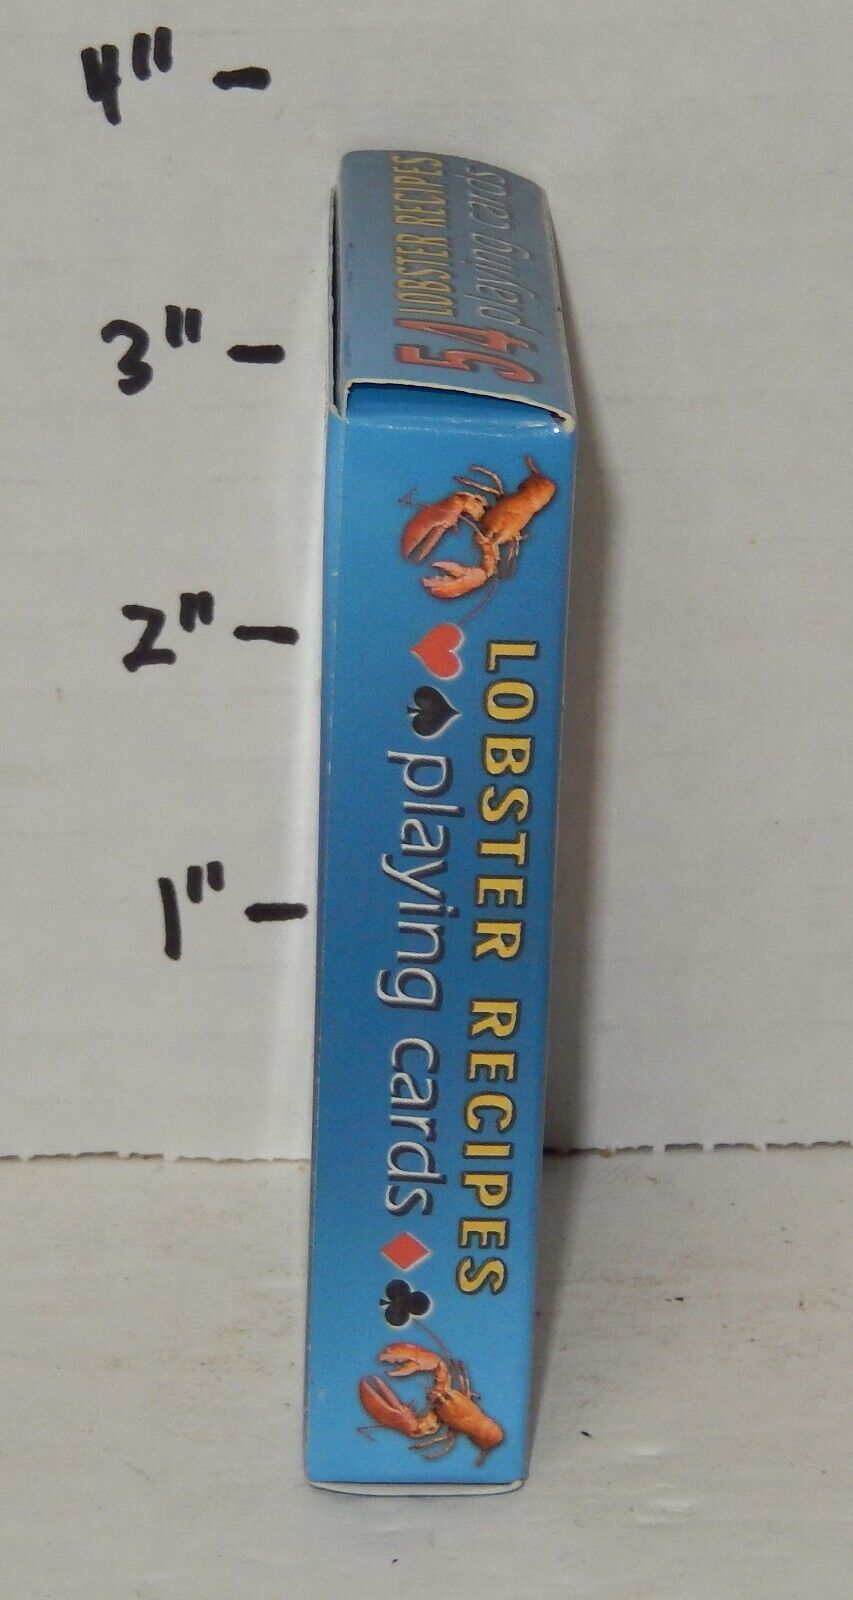 4"
54 LOBSTER RECIPES
playing cards
3"
2"
1"
LOBSTER RECIPES
playing cards